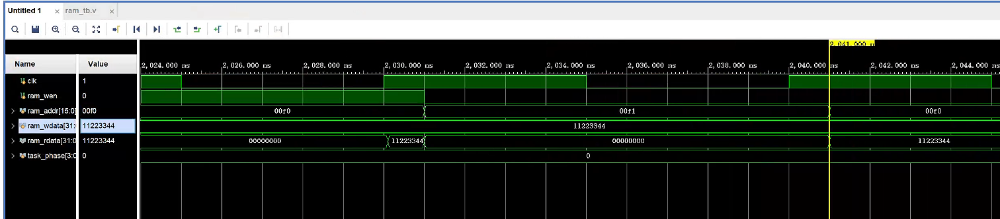 Untitled 1 × ram_tb.v ×
2,041.000 n
Name Value
2,024.000 ns 2,026.000 ns 2,028.000 ns 2,030.000 ns 2,032.000 ns 2,034.000 ns 2,036.000 ns 2,038.000 ns 2,040.000 ns 2,042.000 ns 2,044.000 ns
clk 1
ram_wen 0
ram_addr[15:0] 00f0 00f0 00f1 00f0
ram_wdata[31: 11223344 11223344
ram_rdata[31:0 11223344 00000000 11223344 00000000 11223344
task_phase[3:0 0 0